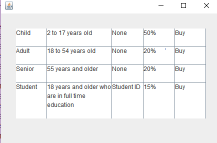 Child 2 to 17 years old None 50% Buy
Adult 18 to 54 years old None 20% Buy
Senior 55 years and older None 20% Buy
Student 18 years and older who Student ID 15% Buy
are in full time
education